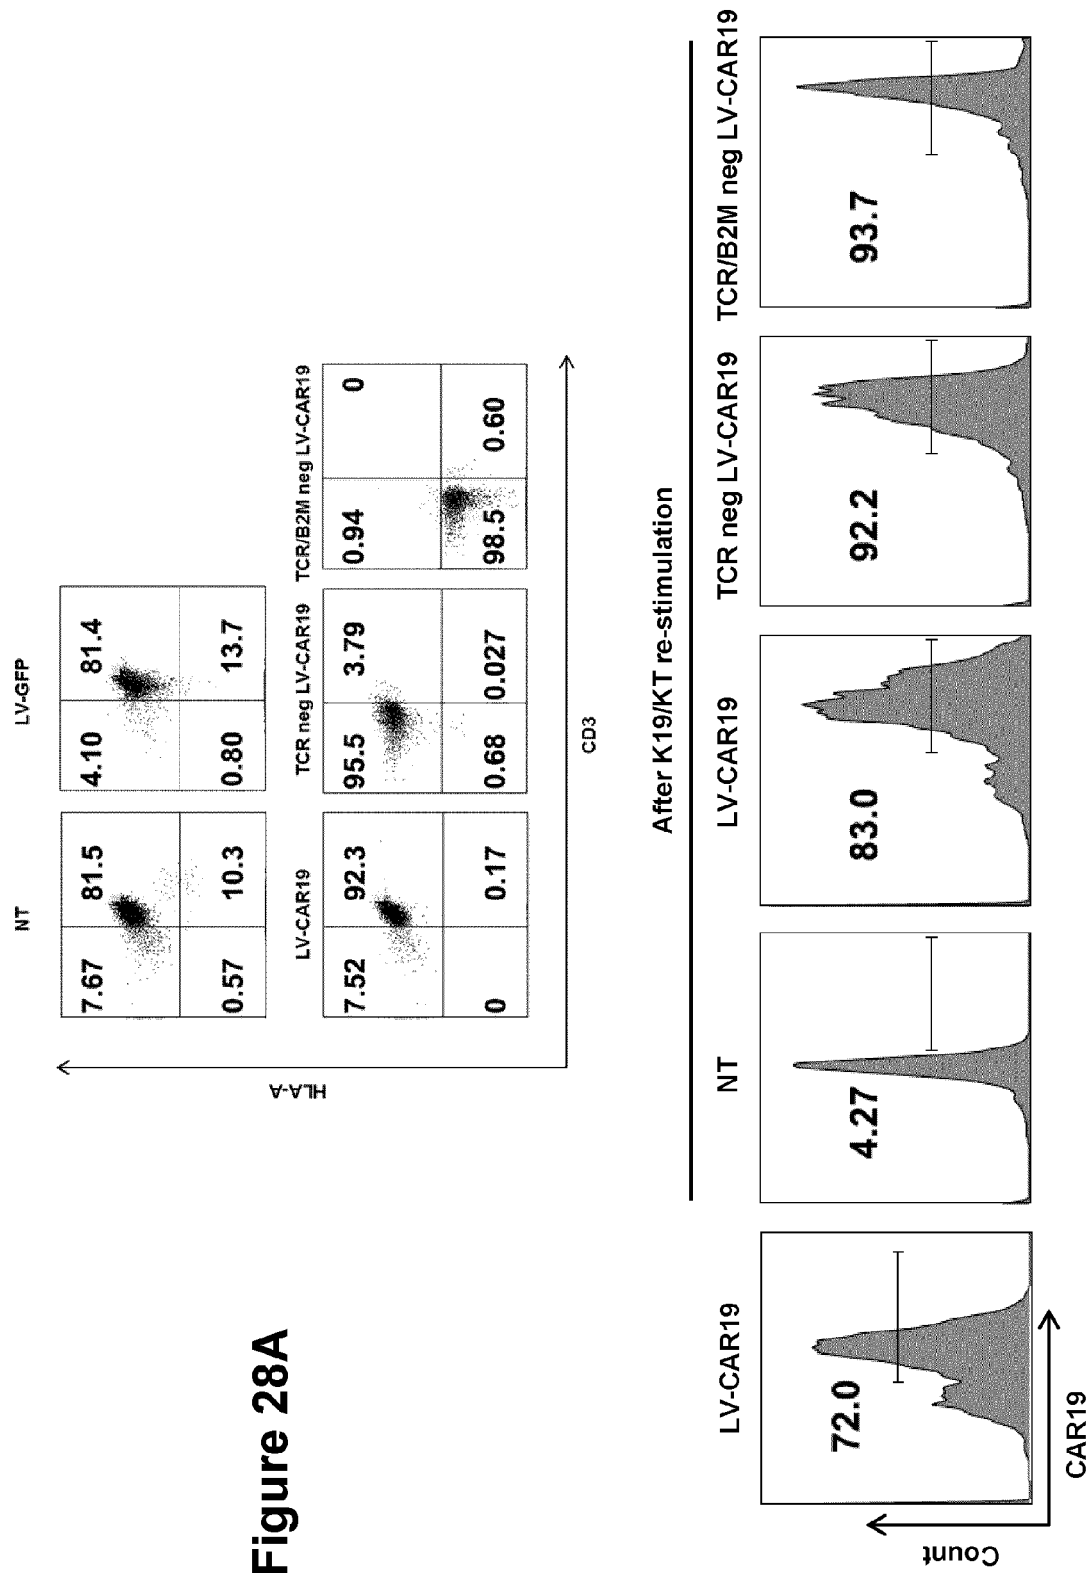 Figure 28A
NT
LV-GFP
7.67
81.5
4.10
81.4
0.57
10.3
0.80
13.7
LV-CAR19
TCR neg LV-CAR19
TCR/B2M neg LV-CAR19
7.52
92.3
95.5
3.79
0.94
0
0
0.17
0.68
0.027
98.5
0.60
HLA-A
CD3
After K19/KT re-stimulation
LV-CAR19
NT
LV-CAR19
TCR neg LV-CAR19
TCR/B2M neg LV-CAR19
72.0
4.27
83.0
92.2
93.7
Count
CAR19